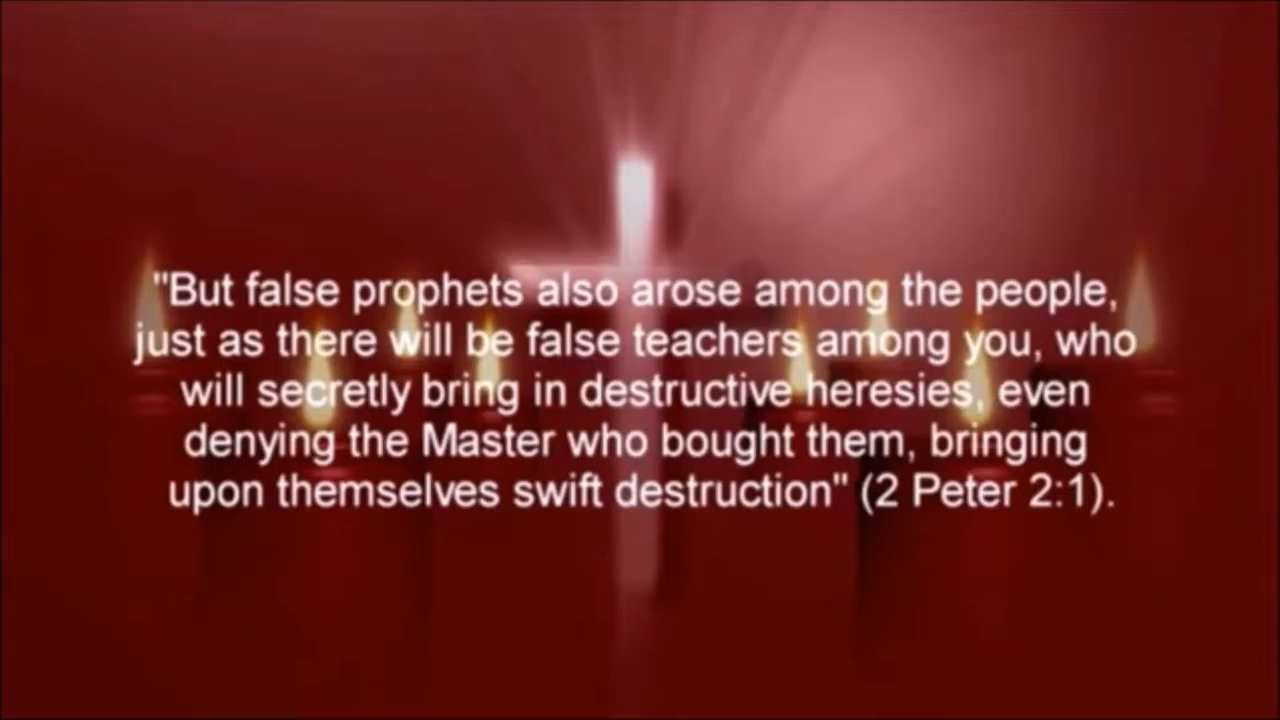 "But false prophets also arose among the people,
just as there will be false teachers among you, who
will secretly bring in destructive heresies, even
denying the Master who bought them, bringing
upon themselves swift destruction" (2 Peter 2:1).